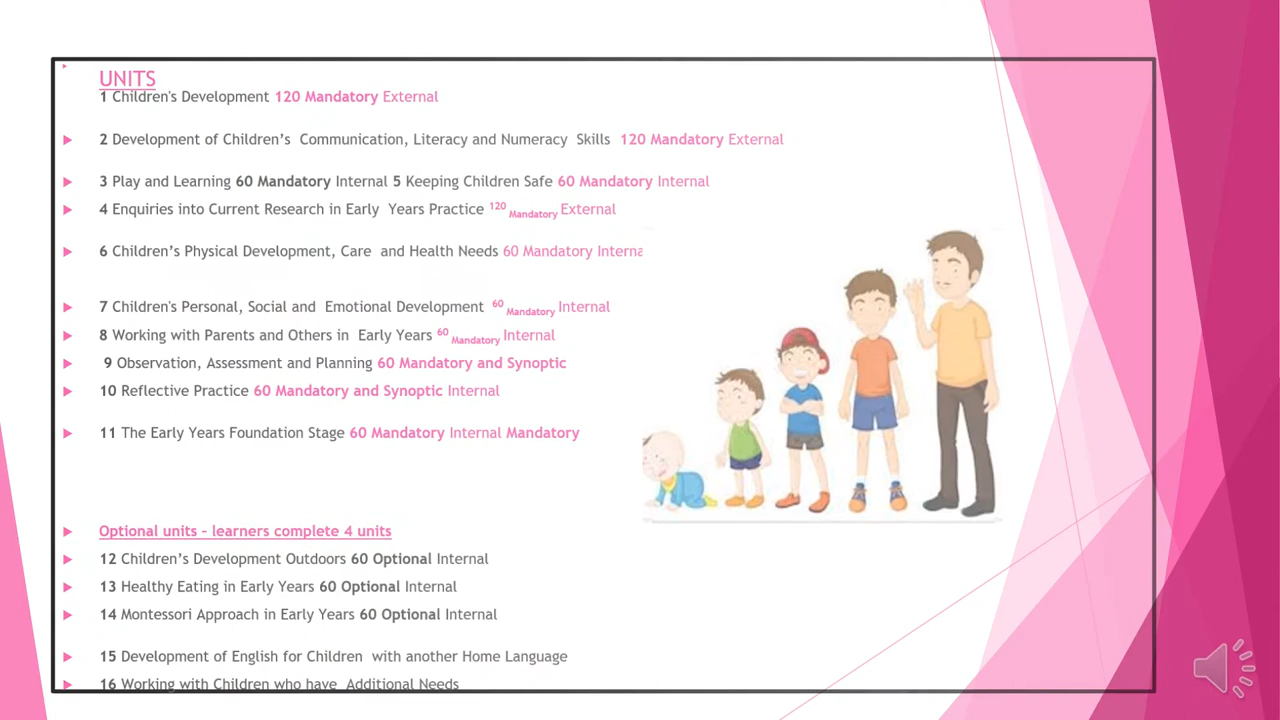 UNITS
1 Children's Development 120 Mandatory External
2 Development of Children’s Communication, Literacy and Numeracy Skills 120 Mandatory External
3 Play and Learning 60 Mandatory Internal 5 Keeping Children Safe 60 Mandatory Internal
4 Enquiries into Current Research in Early Years Practice 120 Mandatory External
6 Children’s Physical Development, Care and Health Needs 60 Mandatory Interna
7 Children's Personal, Social and Emotional Development 60 Mandatory Internal
8 Working with Parents and Others in Early Years 60 Mandatory Internal
9 Observation, Assessment and Planning 60 Mandatory and Synoptic
10 Reflective Practice 60 Mandatory and Synoptic Internal
11 The Early Years Foundation Stage 60 Mandatory Internal Mandatory
Optional units – learners complete 4 units
12 Children’s Development Outdoors 60 Optional Internal
13 Healthy Eating in Early Years 60 Optional Internal
14 Montessori Approach in Early Years 60 Optional Internal
15 Development of English for Children with another Home Language
16 Working with Children who have Additional Needs